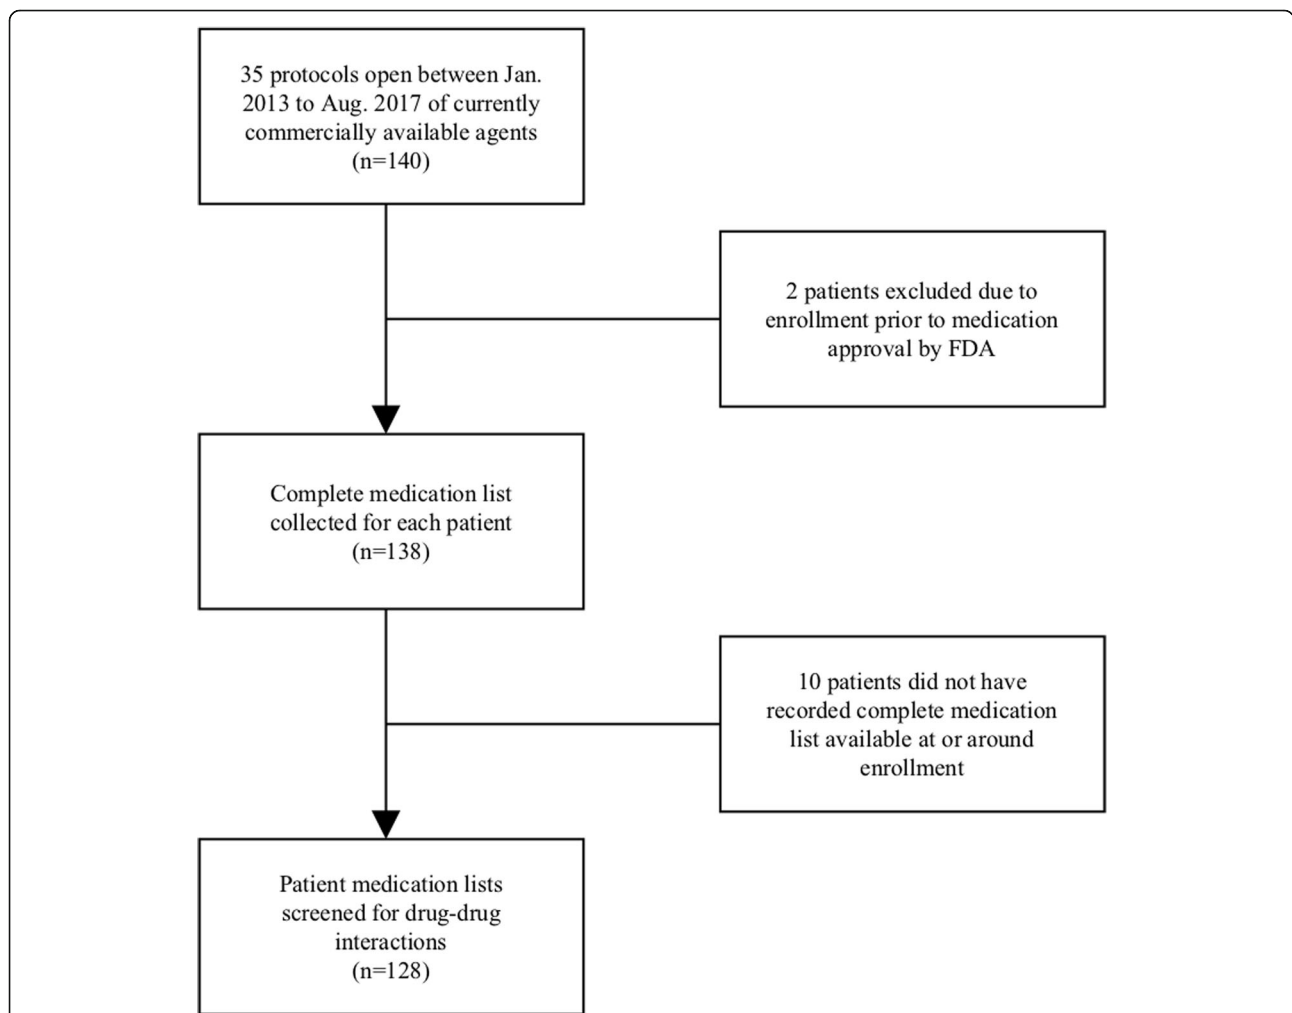 35 protocols open between Jan.
2013 to Aug. 2017 of currently
commercially available agents
(n=140)
2 patients excluded due to
enrollment prior to medication
approval by FDA
Complete medication list
collected for each patient
(n=138)
10 patients did not have
recorded complete medication
list available at or around
enrollment
Patient medication lists
screened for drug-drug
interactions
(n=128)